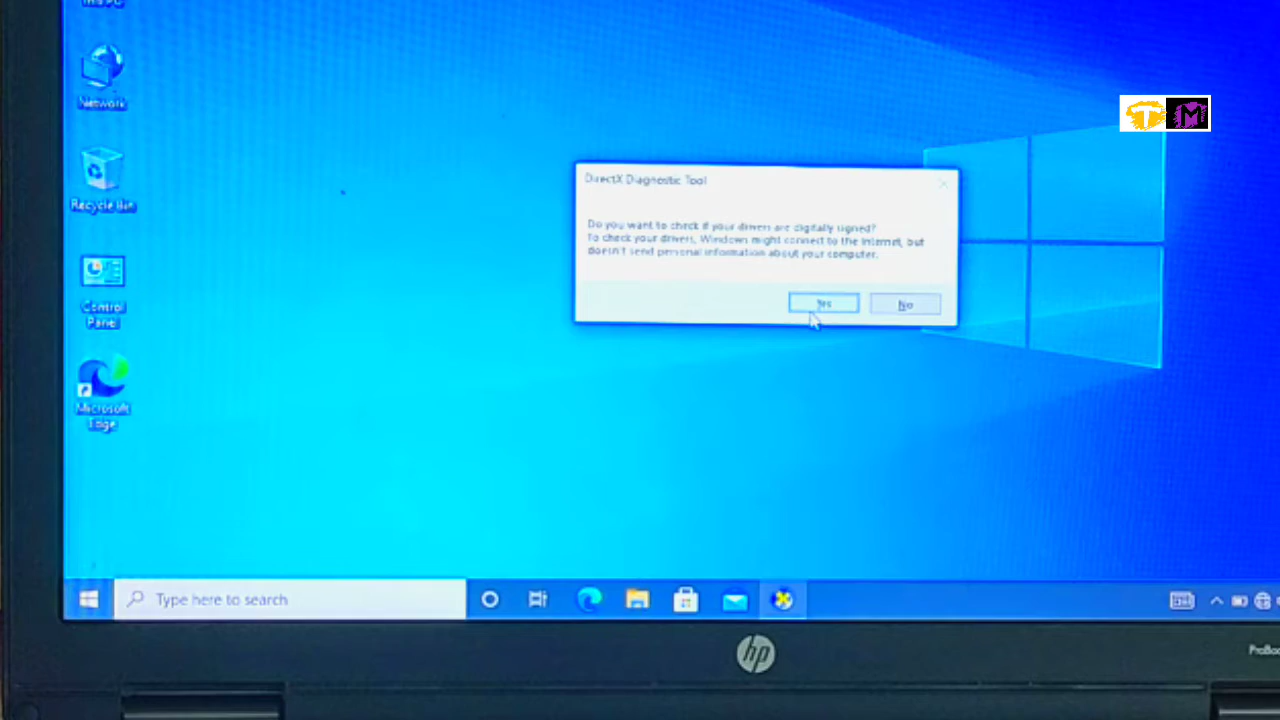 Network
Recycle Bin
Control
Panel
Microsoft
Edge
TM
DirectX Diagnostic Tool
Do you want to check if your drivers are digitally signed?
To check your drivers, Windows might connect to the Internet, but
doesn't send personal information about your computer.
Yes
No
Type here to search
hp